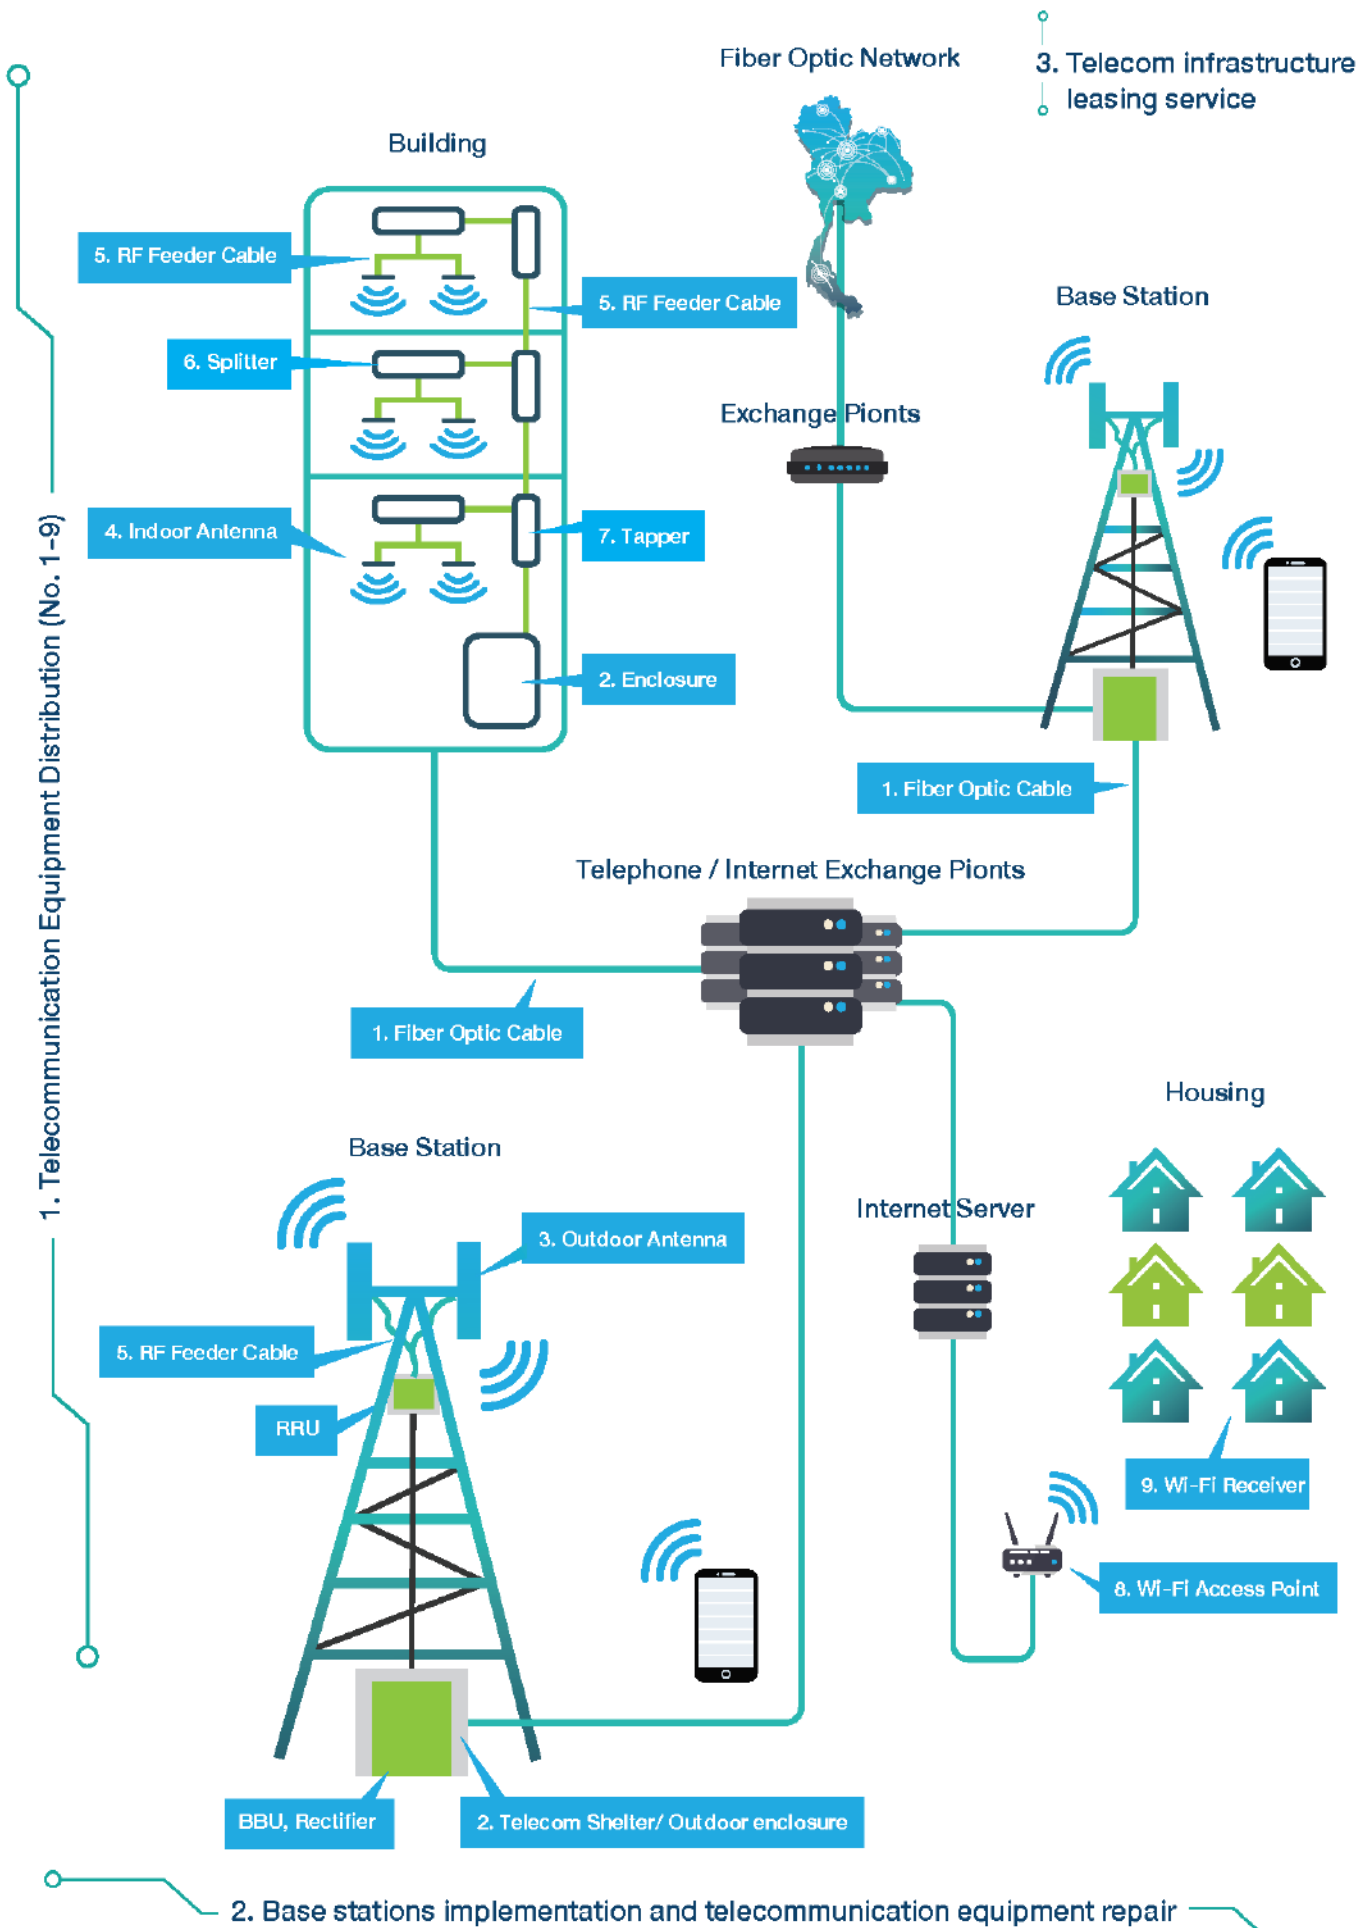 Fiber Optic Network
3. Telecom infrastructure
leasing service
Building
5. RF Feeder Cable
5. RF Feeder Cable
Base Station
6. Splitter
Exchange Pionts
4. Indoor Antenna
7. Tapper
2. Enclosure
1. Fiber Optic Cable
1. Telecommunication Equipment Distribution (No. 1-9)
Telephone / Internet Exchange Pionts
1. Fiber Optic Cable
Housing
Base Station
Internet Server
3. Outdoor Antenna
5. RF Feeder Cable
RRU
9. Wi-Fi Receiver
8. Wi-Fi Access Point
BBU, Rectifier
2. Telecom Shelter/ Outdoor enclosure
2. Base stations implementation and telecommunication equipment repair